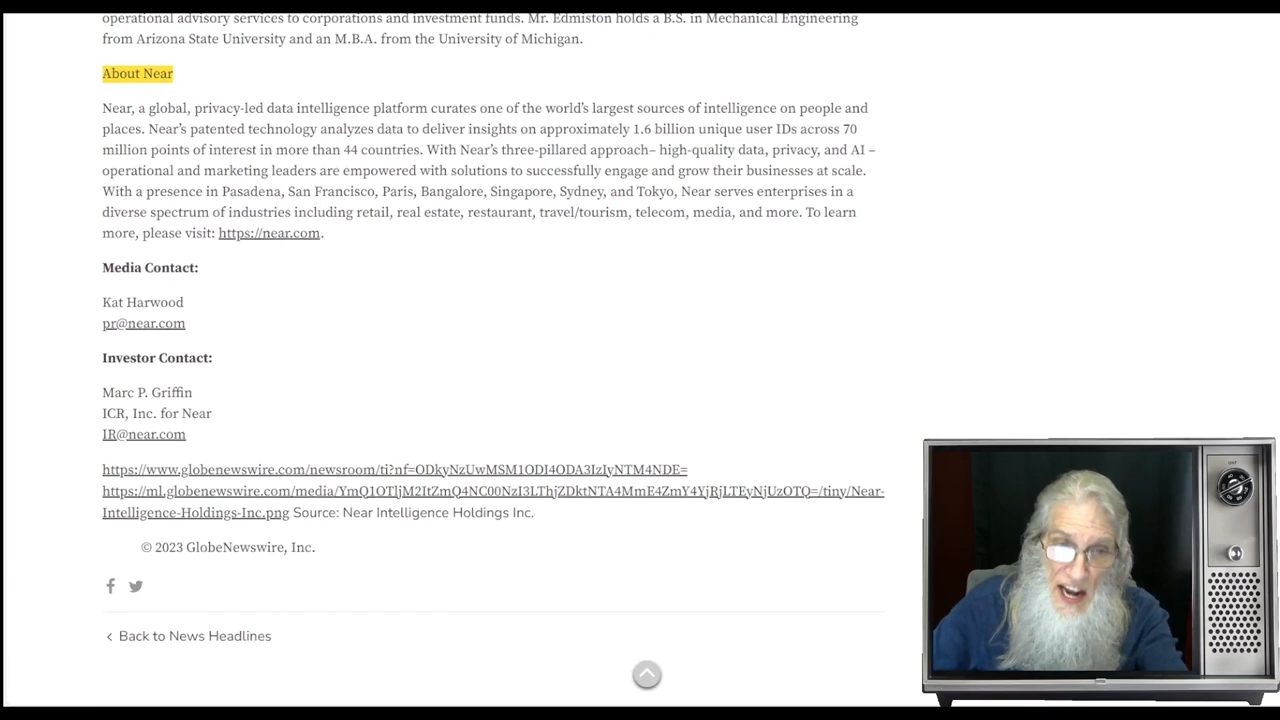 operational advisory services to corporations and investment funds. Mr. Edmiston holds a B.S. in Mechanical Engineering
from Arizona State University and an M.B.A. from the University of Michigan.
About Near
Near, a global, privacy-led data intelligence platform curates one of the world's largest sources of intelligence on people and
places. Near's patented technology analyzes data to deliver insights on approximately 1.6 billion unique user IDs across 70
million points of interest in more than 44 countries. With Near's three-pillared approach– high-quality data, privacy, and AI –
operational and marketing leaders are empowered with solutions to successfully engage and grow their businesses at scale.
With a presence in Pasadena, San Francisco, Paris, Bangalore, Singapore, Sydney, and Tokyo, Near serves enterprises in a
diverse spectrum of industries including retail, real estate, restaurant, travel/tourism, telecom, media, and more. To learn
more, please visit: https://near.com.
Media Contact:
Kat Harwood
pr@near.com
Investor Contact:
Marc P. Griffin
ICR, Inc. for Near
IR@near.com
https://www.globenewswire.com/newsroom/ti?nf=ODkyNzUwMSM1ODI4ODA3IzIyNTM4NDE=
https://ml.globenewswire.com/media/YmQ1OTljM2ItZmQ4NC00NzI3LThjZDktNTA4MmE4ZmY4YjRjLTEyNjUzOTQ=/tiny/Near-
Intelligence-Holdings-Inc.png Source: Near Intelligence Holdings Inc.
© 2023 GlobeNewswire, Inc.
Back to News Headlines